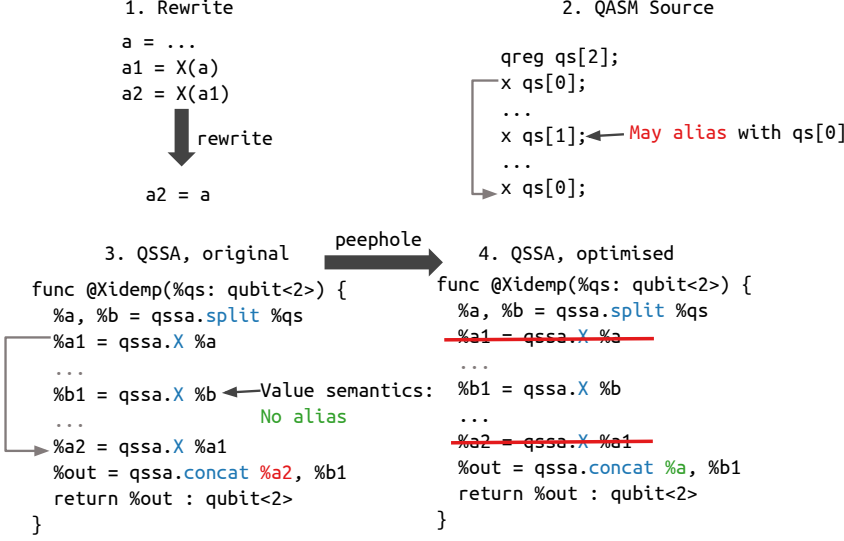 1. Rewrite
a = ...
a1 = X(a)
a2 = X(a1)
rewrite
a2 = a
2. QASM Source
qreg qs[2];
x qs[0];
...
x qs[1];
May alias with qs[0]
...
x qs[0];
3. QSSA, original
func @Xidemp(%qs: qubit<2>) {
%a, %b = qssa.split %qs
%a1 = qssa.X %a
...
%b1 = qssa.X %b
Value semantics:
No alias
...
%a2 = qssa.X %a1
%out = qssa.concat %a2, %b1
return %out : qubit<2>
}
peephole
4. QSSA, optimised
func @Xidemp(%qs: qubit<2>) {
%a, %b = qssa.split %qs
%a1 = qssa.X %a
...
%b1 = qssa.X %b
...
%a2 = qssa.X %a1
%out = qssa.concat %a, %b1
return %out : qubit<2>
}